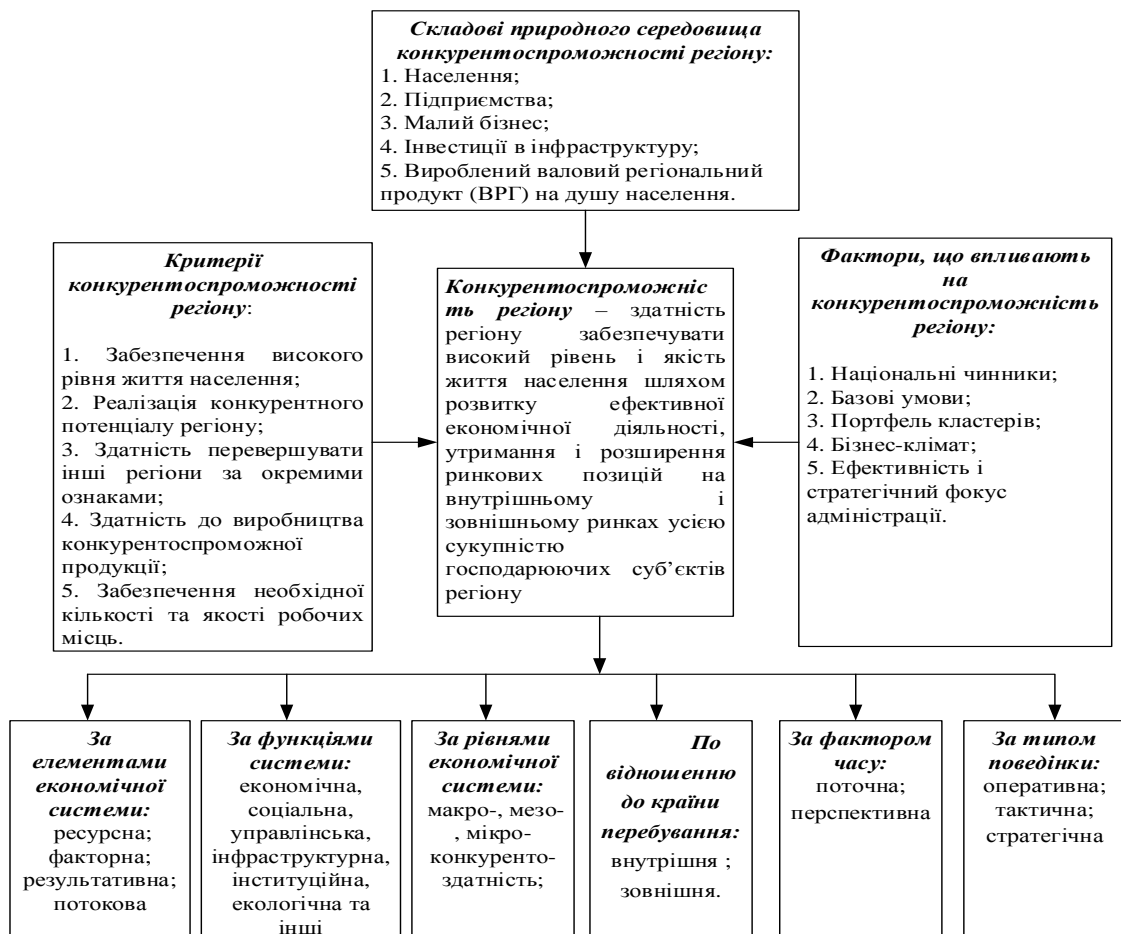 Складові природного середовища
конкурентоспроможності регіону:
1. Населення;
2. Підприємства;
3. Малий бізнес;
4. Інвестиції в інфраструктуру;
5. Вироблений валовий регіональний
продукт (ВРГ) на душу населення.
Критерії
конкурентоспроможності
регіону:
1. Забезпечення високого
рівня життя населення;
2. Реалізація конкурентного
потенціалу регіону;
3. Здатність перевершувати
інші регіони за окремими
ознаками;
4. Здатність до виробництва
конкурентоспроможної
продукції;
5. Забезпечення необхідної
кількості та якості робочих
місць.
Конкурентоспроможніс
ть регіону – здатність
регіону забезпечувати
високий рівень і якість
життя населення шляхом
розвитку ефективної
економічної діяльності,
утримання і розширення
ринкових позицій на
внутрішньому і
зовнішньому ринках усією
сукупністю
господарюючих суб’єктів
регіону
Фактори, що впливають
на
конкурентоспроможність
регіону:
1. Національні чинники;
2. Базові умови;
3. Портфель кластерів;
4. Бізнес-клімат;
5. Ефективність і
стратегічний фокус
адміністрації.
За
елементами
економічної
системи:
ресурсна;
факторна;
результативна;
потокова
За функціями
системи:
економічна,
соціальна,
управлінська,
інфраструктурна,
інституційна,
екологічна та
інші
За рівнями
економічної
системи:
макро-, мезо-
, мікро-
конкуренто-
здатність;
По
відношенню
до країни
перебування:
внутрішня ;
зовнішня.
За фактором
часу:
поточна;
перспективна
За типом
поведінки:
оперативна;
тактична;
стратегічна